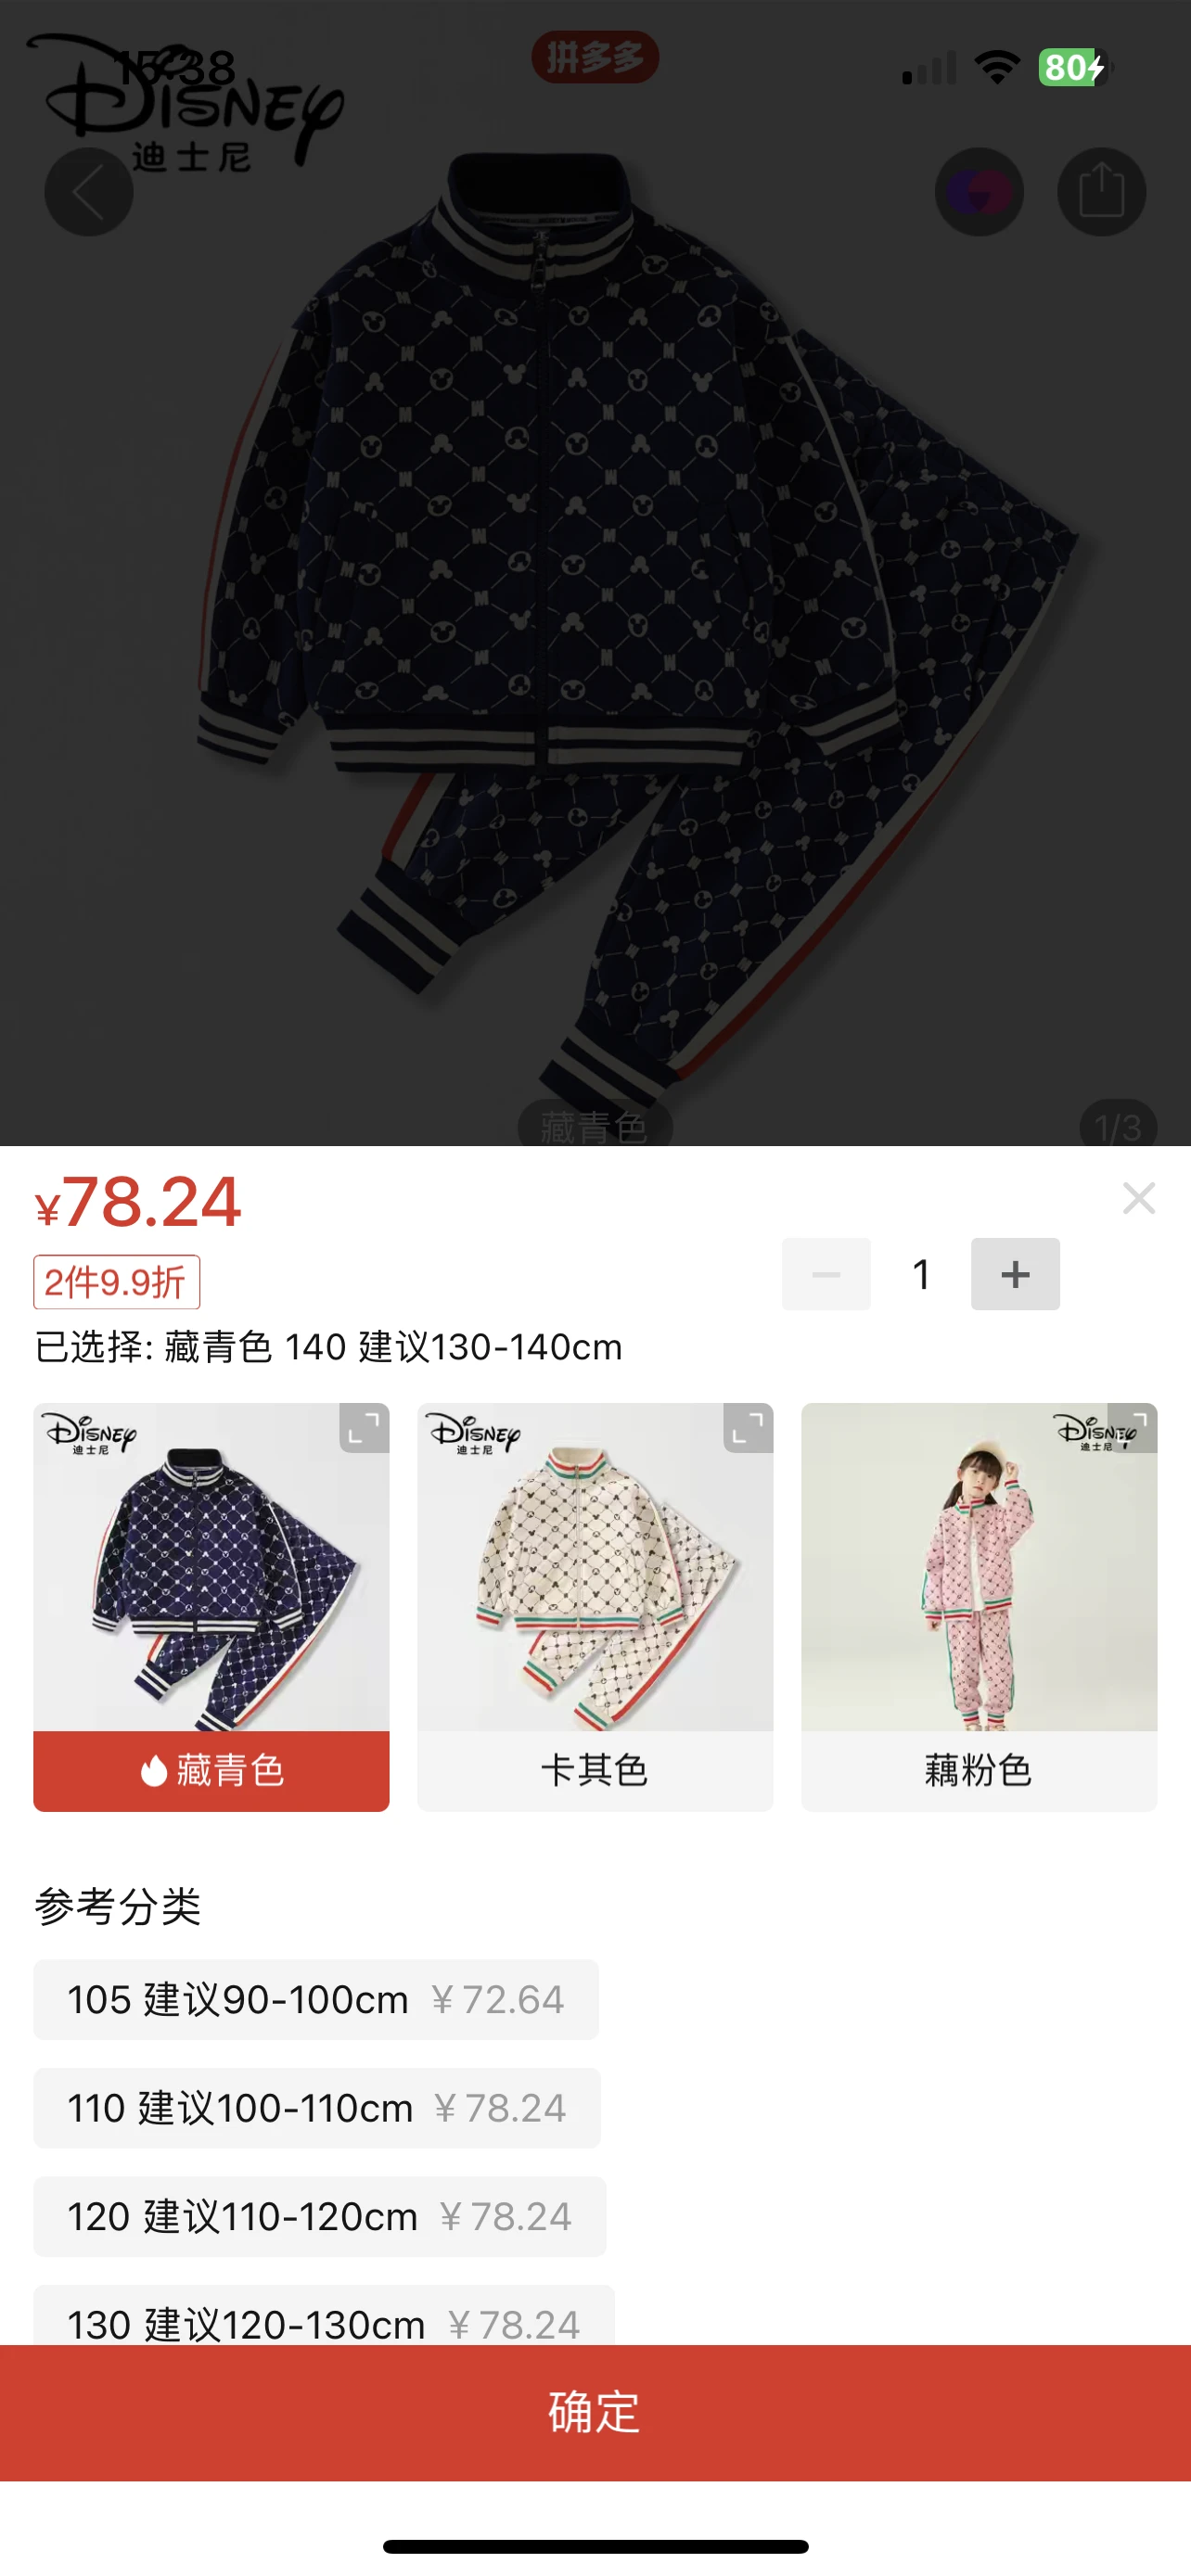 15:38
拼多多
80
Disney
迪士尼
藏青色
1/3
¥78.24
2件9.9折
1
已选择: 藏青色 140 建议130-140cm
Disney
迪士尼
Disney
迪士尼
Disney
迪士尼
藏青色
卡其色
藕粉色
参考分类
105 建议90-100cm ¥72.64
110 建议100-110cm ¥78.24
120 建议110-120cm ¥78.24
130 建议120-130cm ¥78.24
确定